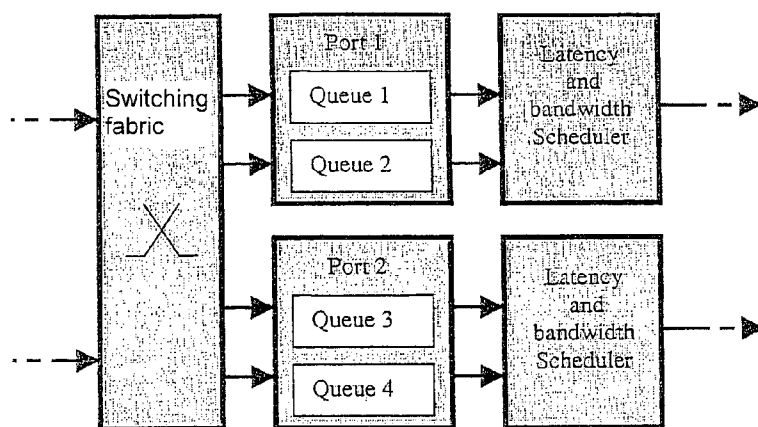 Switching
fabric
Port 1
Queue 1
Queue 2
Latency
and
bandwidth
Scheduler
Port 2
Queue 3
Queue 4
Latency
and
bandwidth
Scheduler